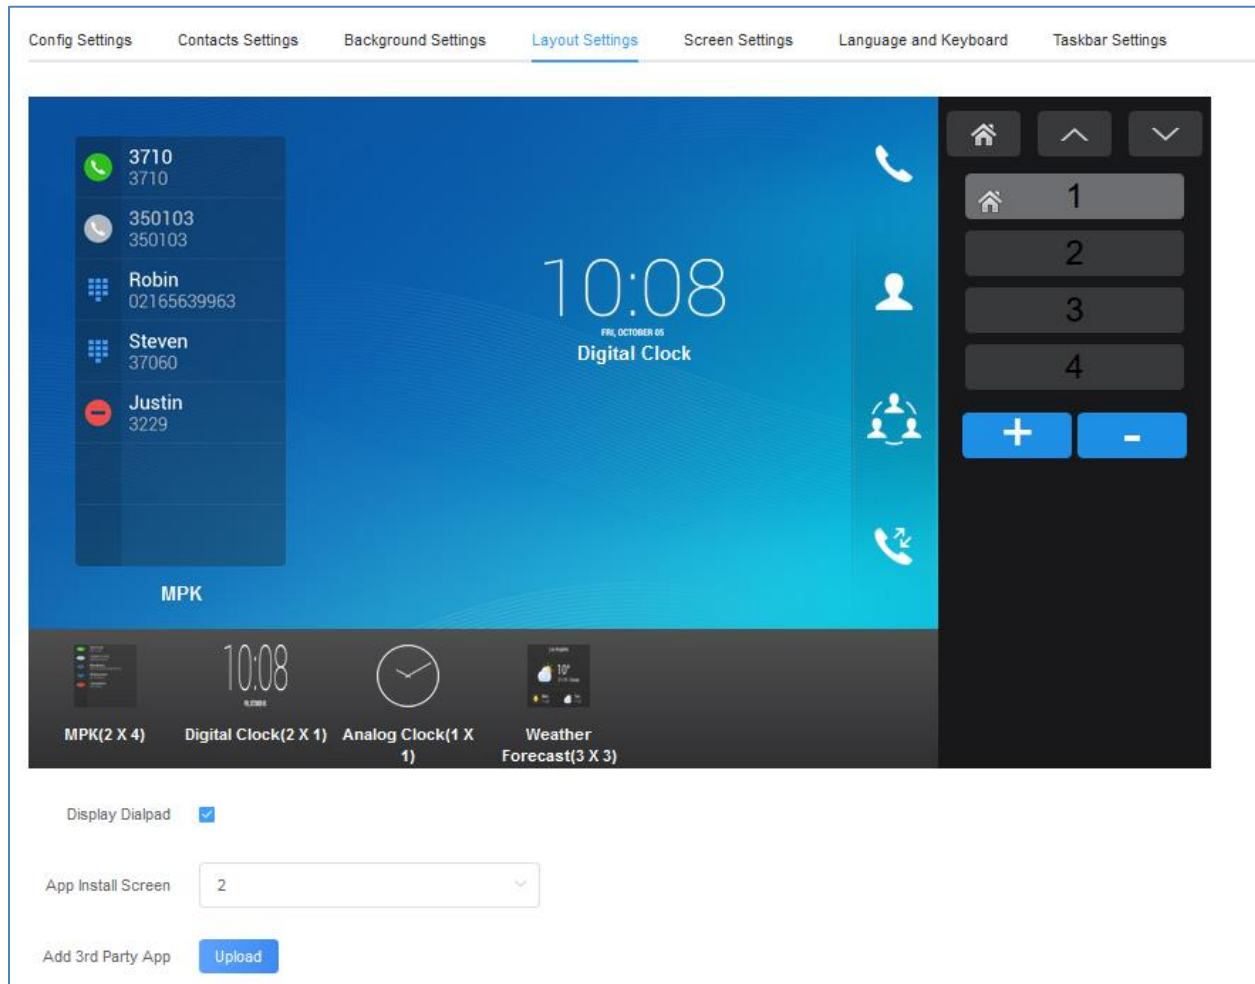 Config Settings Contacts Settings Background Settings Layout Settings Screen Settings Language and Keyboard Taskbar Settings
3710
3710
350103
350103
Robin
02165639963
Steven
37060
Justin
3229
MPK
10:08
FRI, OCTOBER 05
Digital Clock
1
2
3
4
+ -
10:08
10°
MPK(2 X 4) Digital Clock(2 X 1) Analog Clock(1 X
1) Weather
Forecast(3 X 3)
Display Dialpad
App Install Screen 2
Add 3rd Party App Upload